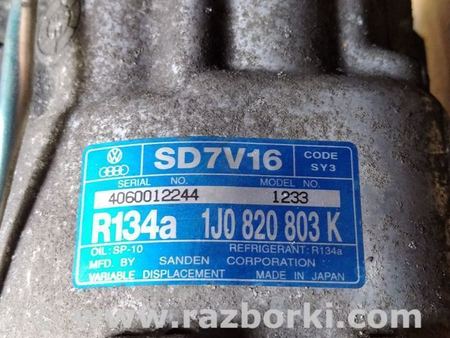 SD7V16
CODE
SY3
SERIAL NO.
MODEL NO.
4060012244
1233
R134a 1J0 820 803 K
OIL: SP-10
REFRIGERANT: R134a
MFD. BY SANDEN CORPORATION
VARIABLE DISPLACEMENT MADE IN JAPAN
www.razborki.com